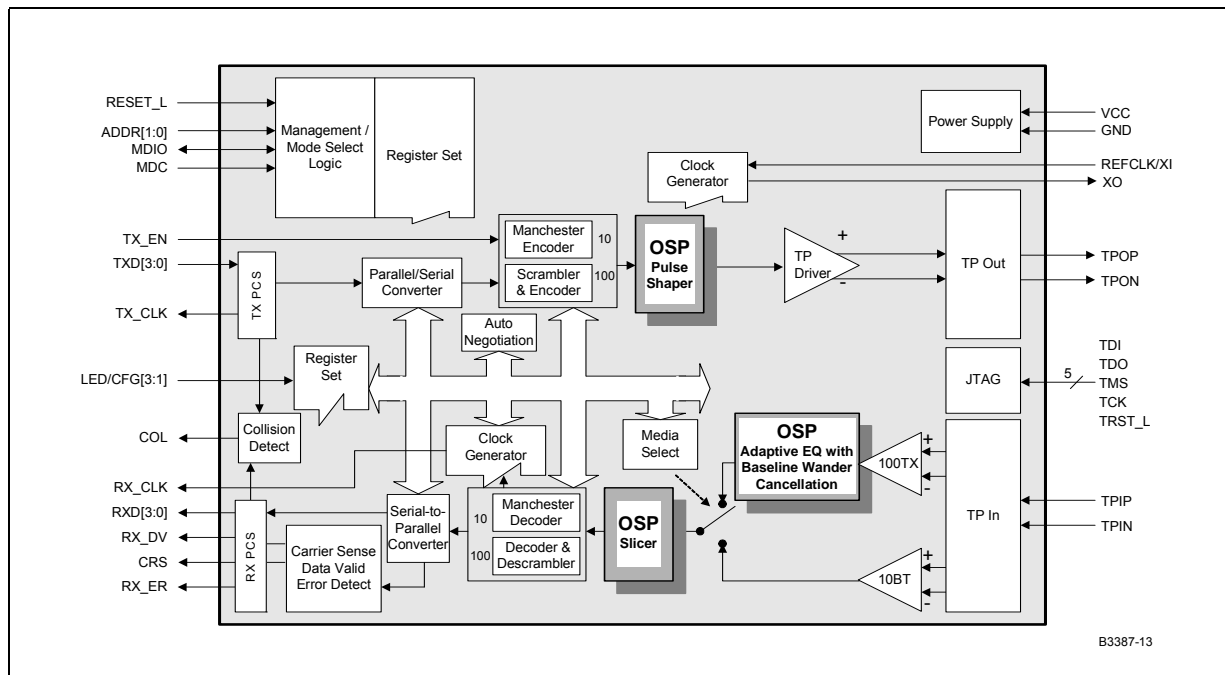 RESET_L
ADDR[1:0]
MDIO
MDC
Management /
Mode Select
Logic
Register Set
Power Supply
VCC
GND
Clock
Generator
REFCLK/XI
XO
TX_EN
TXD[3:0]
TX_CLK
TX PCS
Parallel/Serial
Converter
Manchester
Encoder
10
Scrambler
& Encoder
100
OSP
Pulse
Shaper
TP
Driver
+
-
TP Out
TPOP
TPON
Auto
Negotiation
LED/CFG[3:1]
Register
Set
JTAG
5
TDI
TDO
TMS
TCK
TRST_L
COL
Collision
Detect
Clock
Generator
Media
Select
OSP
Adaptive EQ with
Baseline Wander
Cancellation
100TX
+
-
TP In
TPIP
TPIN
RX_CLK
RXD[3:0]
RX_DV
CRS
RX_ER
RX PCS
Carrier Sense
Data Valid
Error Detect
Serial-to-
Parallel
Converter
10
Manchester
Decoder
100
Decoder &
Descrambler
OSP
Slicer
10BT
+
-
B3387-13